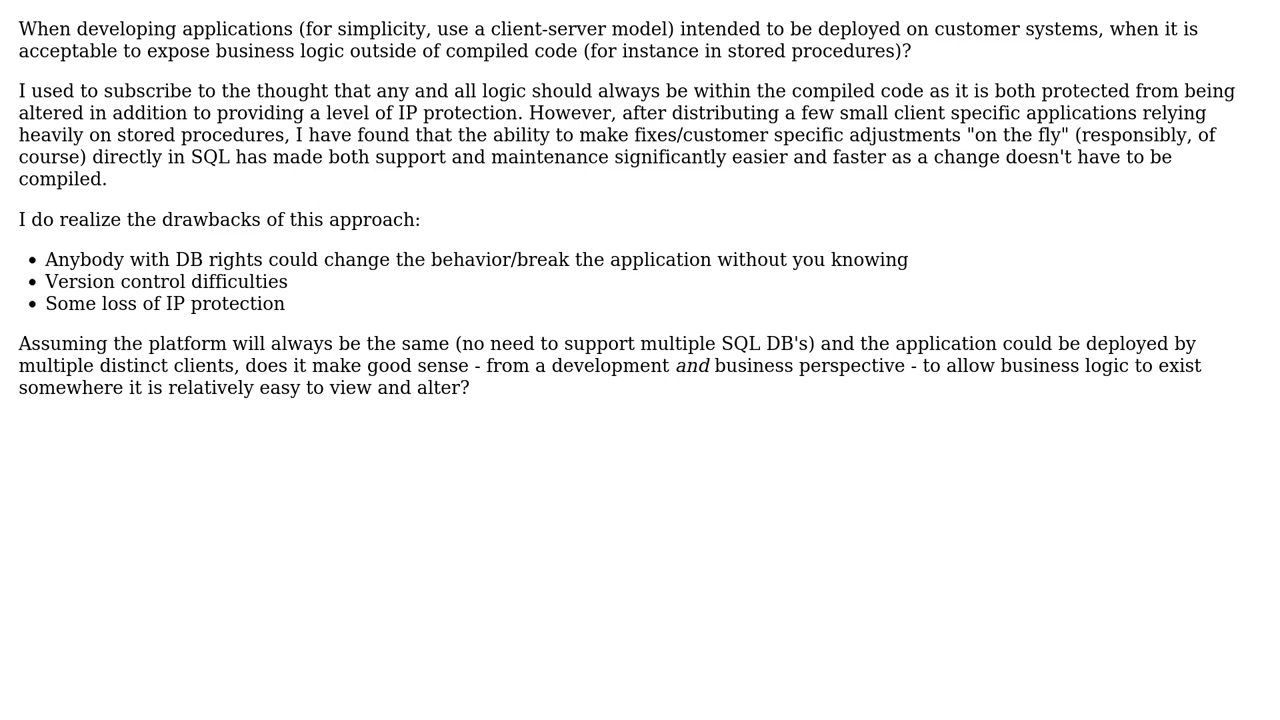 When developing applications (for simplicity, use a client-server model) intended to be deployed on customer systems, when it is
acceptable to expose business logic outside of compiled code (for instance in stored procedures)?
I used to subscribe to the thought that any and all logic should always be within the compiled code as it is both protected from being
altered in addition to providing a level of IP protection. However, after distributing a few small client specific applications relying
heavily on stored procedures, I have found that the ability to make fixes/customer specific adjustments "on the fly" (responsibly, of
course) directly in SQL has made both support and maintenance significantly easier and faster as a change doesn't have to be
compiled.
I do realize the drawbacks of this approach:
• Anybody with DB rights could change the behavior/break the application without you knowing
• Version control difficulties
• Some loss of IP protection
Assuming the platform will always be the same (no need to support multiple SQL DB's) and the application could be deployed by
multiple distinct clients, does it make good sense - from a development and business perspective - to allow business logic to exist
somewhere it is relatively easy to view and alter?